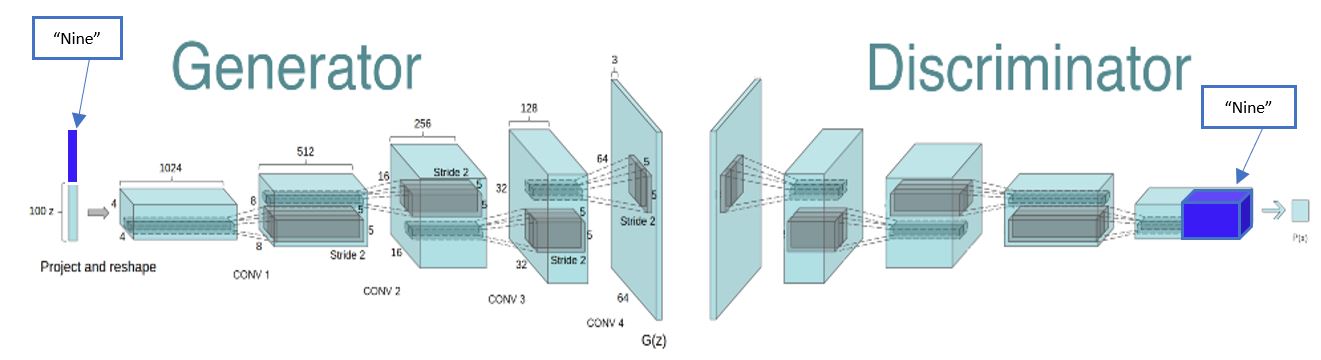 “Nine”
Generator
Discriminator
“Nine”
3
128
256
512
1024
64
5
5
Stride 2
16
32
Stride 2
5
5
4
8
5
5
5
5
100 z
4
8
Stride 2
16
32
Stride 2
64
P(x)
Project and reshape
CONV 1
CONV 2
CONV 3
CONV 4
G(z)